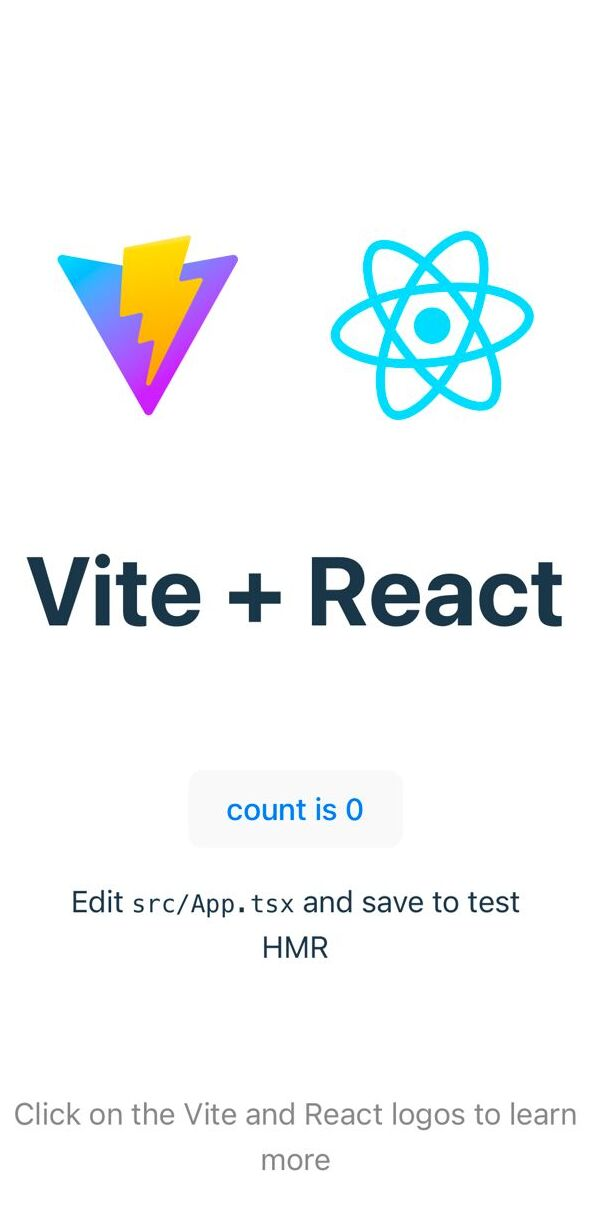 Vite + React
count is 0
Edit src/App.tsx and save to test
HMR
Click on the Vite and React logos to learn
more